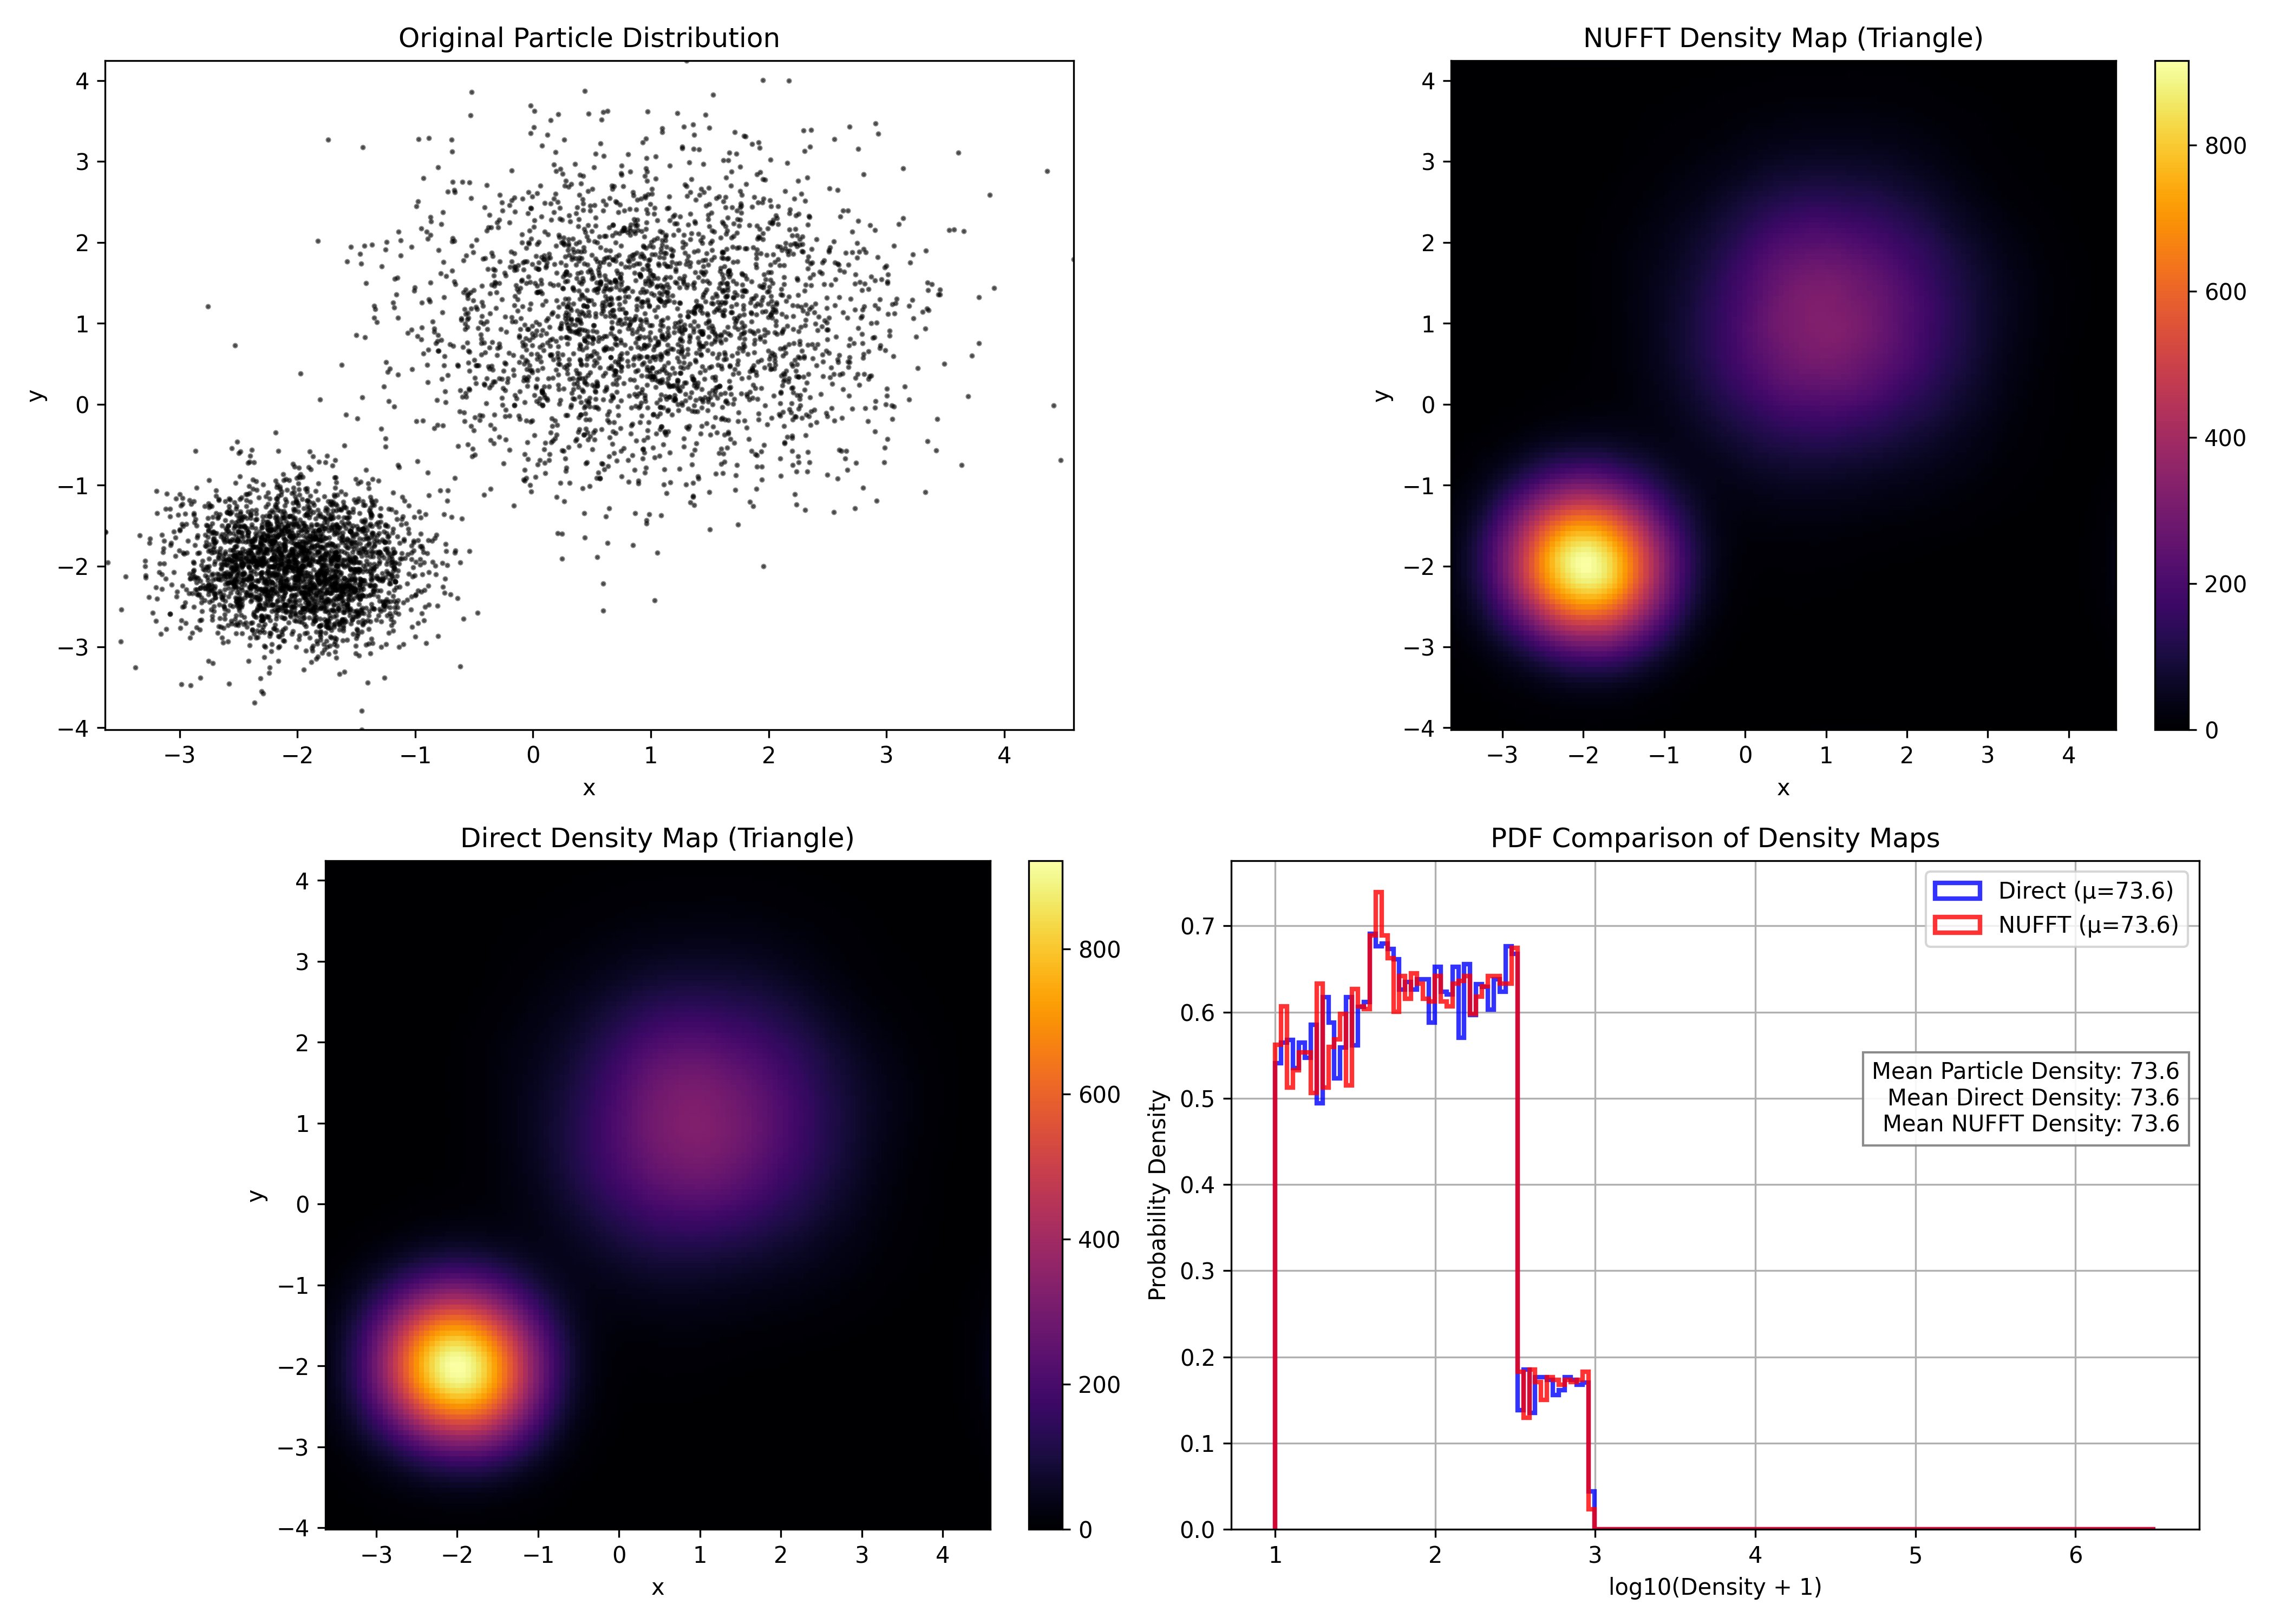 Original Particle Distribution
4
3
2
1
0
−1
−2
−3
−4
y
−3 −2 −1 0 1 2 3 4
x
NUFFT Density Map (Triangle)
4
3
2
1
0
−1
−2
−3
−4
y
−3 −2 −1 0 1 2 3 4
x
800
600
400
200
0
Direct Density Map (Triangle)
4
3
2
1
0
−1
−2
−3
−4
y
−3 −2 −1 0 1 2 3 4
x
800
600
400
200
0
PDF Comparison of Density Maps
0.7
0.6
0.5
0.4
0.3
0.2
0.1
0.0
Probability Density
Direct (μ=73.6)
NUFFT (μ=73.6)
Mean Particle Density: 73.6
Mean Direct Density: 73.6
Mean NUFFT Density: 73.6
1 2 3 4 5 6
log10(Density + 1)